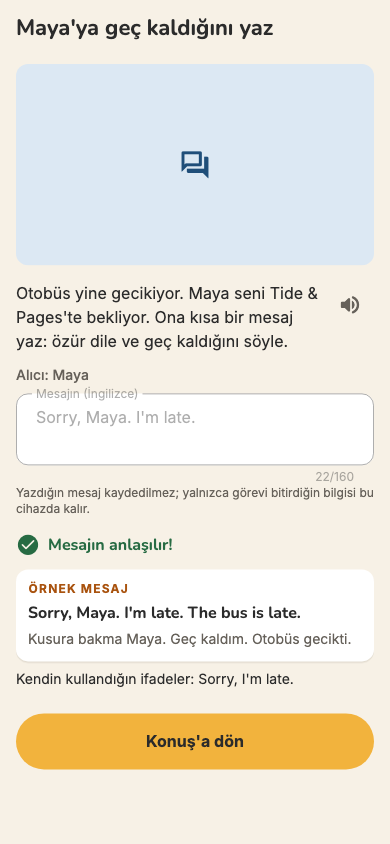 Maya'ya geç kaldığını yaz
Otobüs yine gecikiyor. Maya seni Tide &
Pages'te bekliyor. Ona kısa bir mesaj
yaz: özür dile ve geç kaldığını söyle.
Alıcı: Maya
Mesajın (İngilizce)
Sorry, Maya. I'm late.
22/160
Yazdığın mesaj kaydedilmez; yalnızca görevi bitirdiğin bilgisi bu
cihazda kalır.
Mesajın anlaşılır!
ÖRNEK MESAJ
Sorry, Maya. I'm late. The bus is late.
Kusura bakma Maya. Geç kaldım. Otobüs gecikti.
Kendin kullandığın ifadeler: Sorry, I'm late.
Konuş'a dön